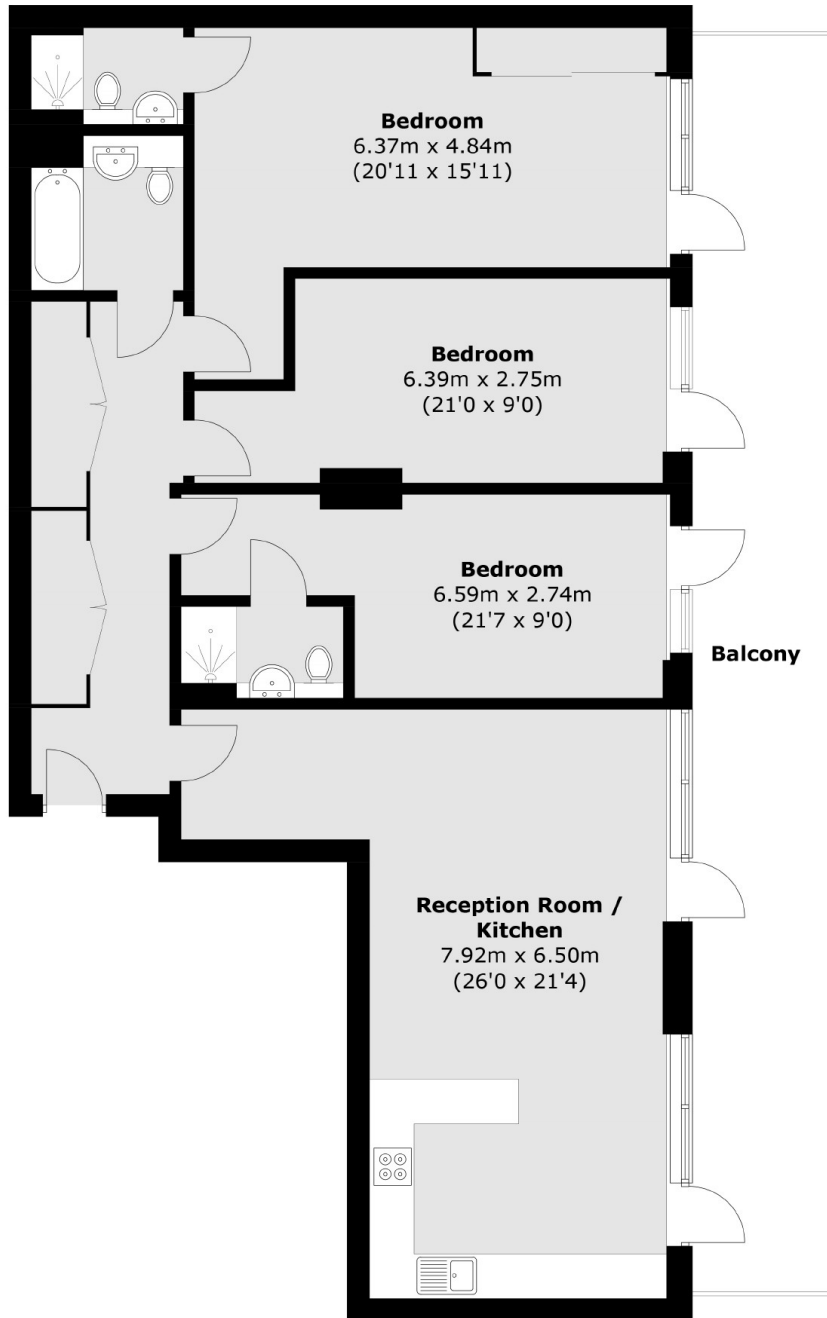 Bedroom
6.37m x 4.84m
(20'11 x 15'11)
Bedroom
6.39m x 2.75m
(21'0 x 9'0)
Bedroom
6.59m x 2.74m
(21'7 x 9'0)
Balcony
Reception Room /
Kitchen
7.92m x 6.50m
(26'0 x 21'4)